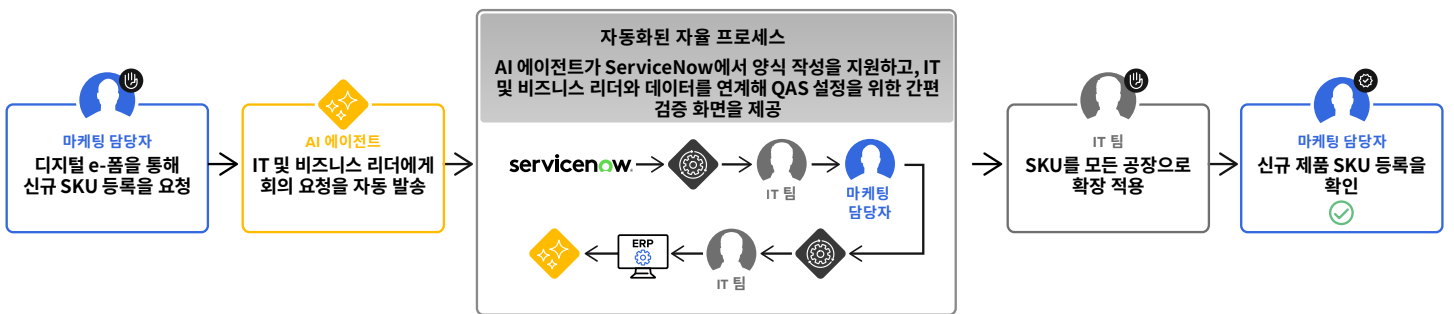 마케팅 담당자
디지털 e-폼을 통해
신규 SKU 등록을 요청
AI 에이전트
IT 및 비즈니스 리더에게
회의 요청을 자동 발송
자동화된 자율 프로세스
AI 에이전트가 ServiceNow에서 양식 작성을 지원하고, IT
및 비즈니스 리더와 데이터를 연계해 QAS 설정을 위한 간편
검증 화면을 제공
servicenow.
IT 팀
마케팅
담당자
ERP
IT 팀
IT 팀
SKU를 모든 공장으로
확장 적용
마케팅 담당자
신규 제품 SKU 등록을
확인